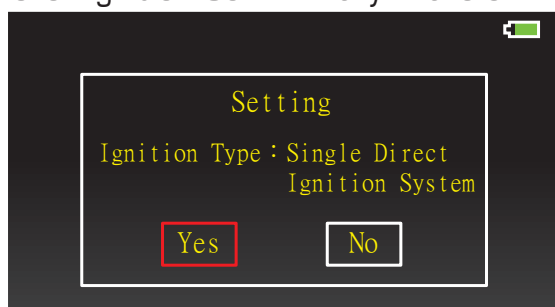 Setting
Ignition Type：Single Direct
Ignition System
Yes
No